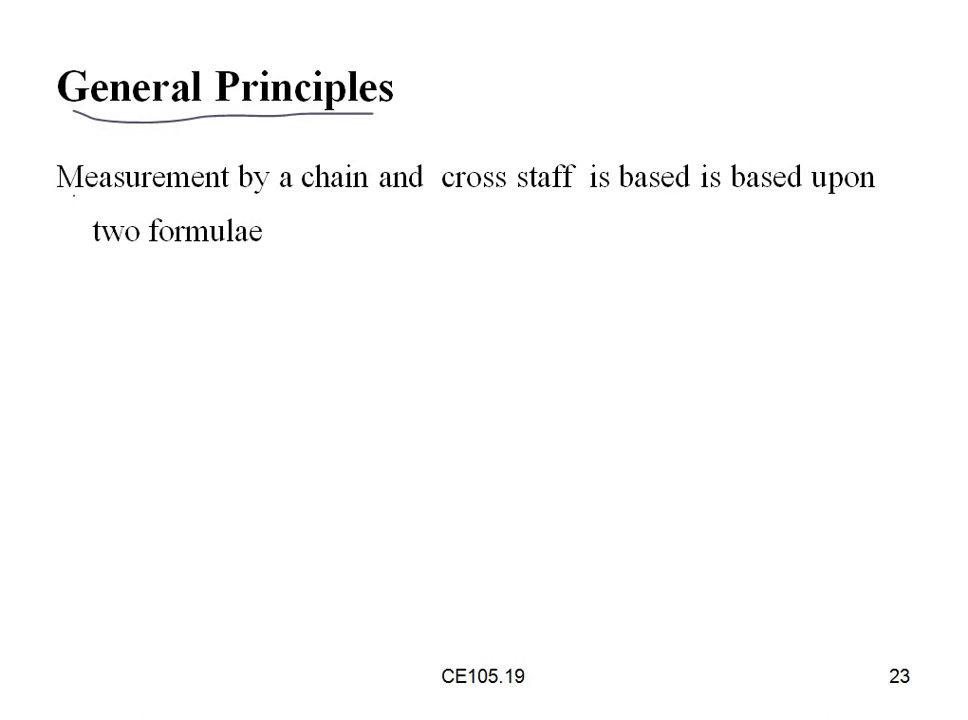 General Principles
Measurement by a chain and cross staff is based is based upon
two formulae
CE105.19
23